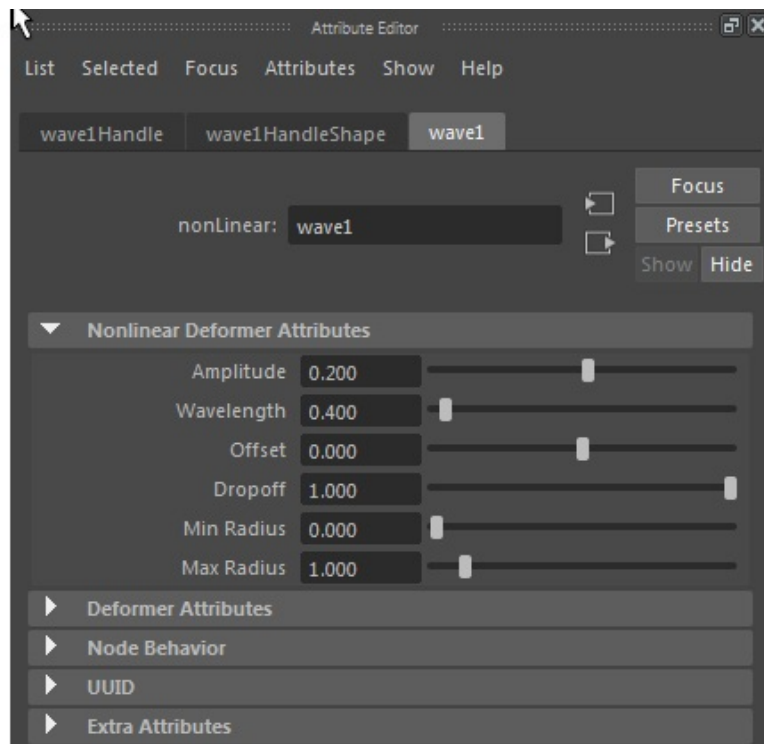 Attribute Editor
List Selected Focus Attributes Show Help
wave1Handle wave1HandleShape wave1
Focus
nonLinear: wave1 Presets
Show Hide
Nonlinear Deformer Attributes
Amplitude 0.200
Wavelength 0.400
Offset 0.000
Dropoff 1.000
Min Radius 0.000
Max Radius 1.000
Deformer Attributes
Node Behavior
UUID
Extra Attributes